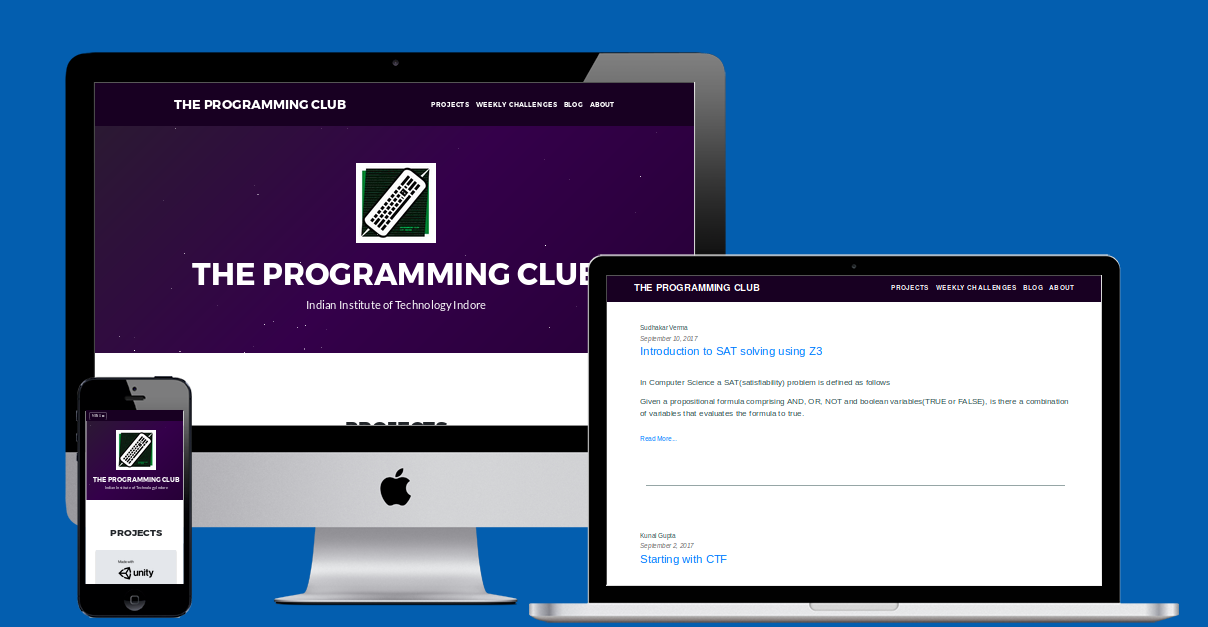 THE PROGRAMMING CLUB
PROJECTS WEEKLY CHALLENGES BLOG ABOUT
THE PROGRAMMING CLUB
Indian Institute of Technology Indore
PROJECTS
THE PROGRAMMING CLUB
PROJECTS WEEKLY CHALLENGES BLOG ABOUT
Sudhakar Verma
September 10, 2017
Introduction to SAT solving using Z3
In Computer Science a SAT(satisfiability) problem is defined as follows
Given a propositional formula comprising AND, OR, NOT and boolean variables(TRUE or FALSE), is there a combination
of variables that evaluates the formula to true.
Read More...
Kunal Gupta
September 2, 2017
Starting with CTF
THE PROGRAMMING CLUB
Indian Institute of Technology Indore
PROJECTS
Made with
unity